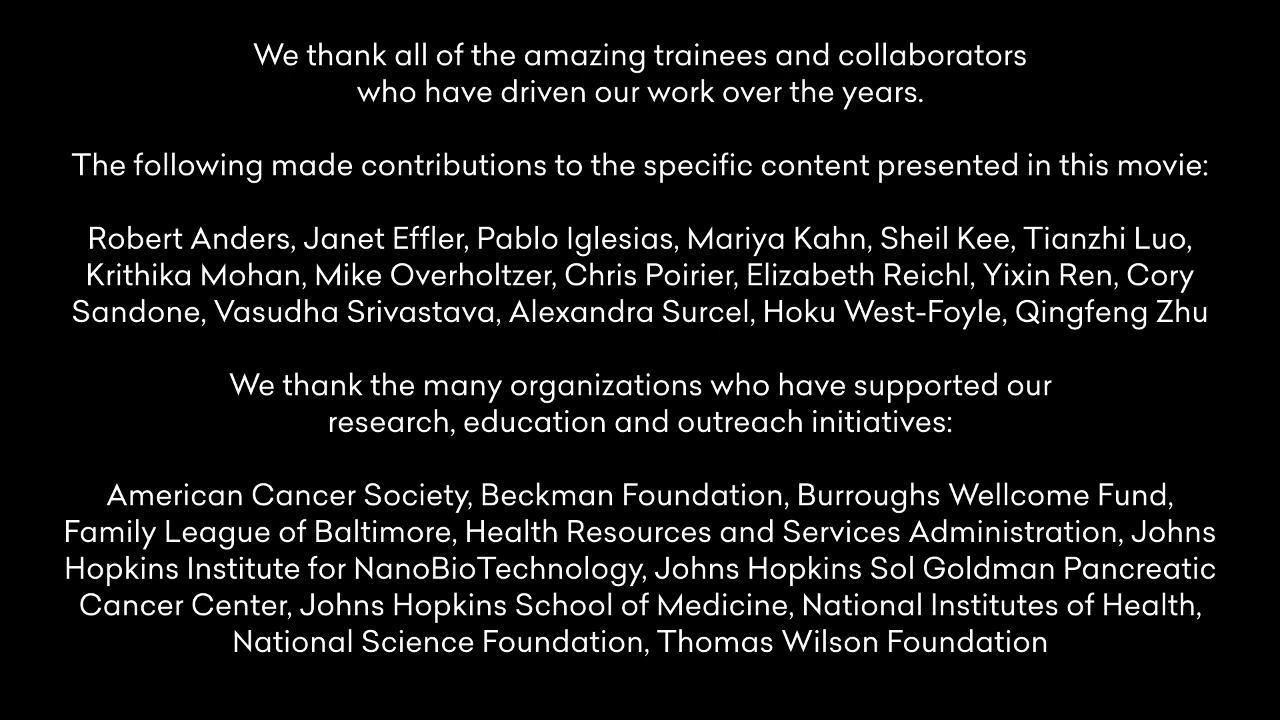 We thank all of the amazing trainees and collaborators
who have driven our work over the years.
The following made contributions to the specific content presented in this movie:
Robert Anders, Janet Effler, Pablo Iglesias, Mariya Kahn, Sheil Kee, Tianzhi Luo,
Krithika Mohan, Mike Overholtzer, Chris Poirier, Elizabeth Reichl, Yixin Ren, Cory
Sandone, Vasudha Srivastava, Alexandra Surcel, Hoku West-Foyle, Qingfeng Zhu
We thank the many organizations who have supported our
research, education and outreach initiatives:
American Cancer Society, Beckman Foundation, Burroughs Wellcome Fund,
Family League of Baltimore, Health Resources and Services Administration, Johns
Hopkins Institute for NanoBioTechnology, Johns Hopkins Sol Goldman Pancreatic
Cancer Center, Johns Hopkins School of Medicine, National Institutes of Health,
National Science Foundation, Thomas Wilson Foundation